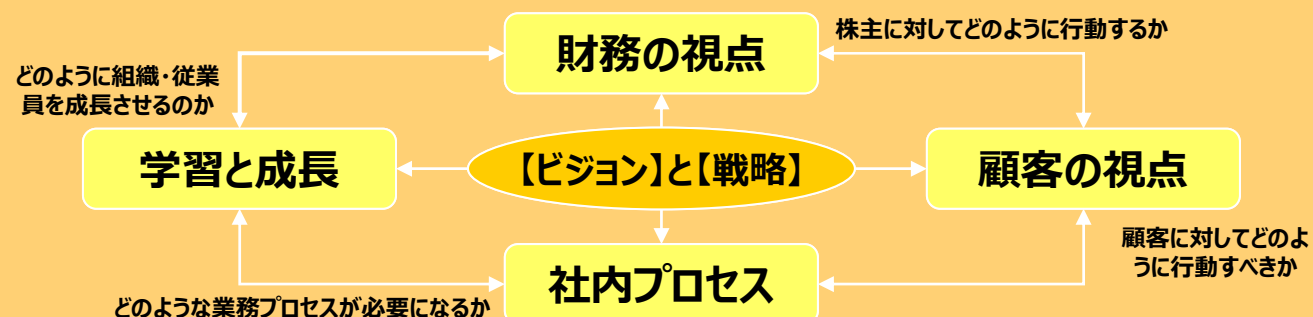 財務の視点
株主に対してどのように行動するか
どのように組織・従業
員を成長させるのか
学習と成長
【ビジョン】と【戦略】
顧客の視点
顧客に対してどのよ
うに行動すべきか
社内プロセス
どのような業務プロセスが必要になるか